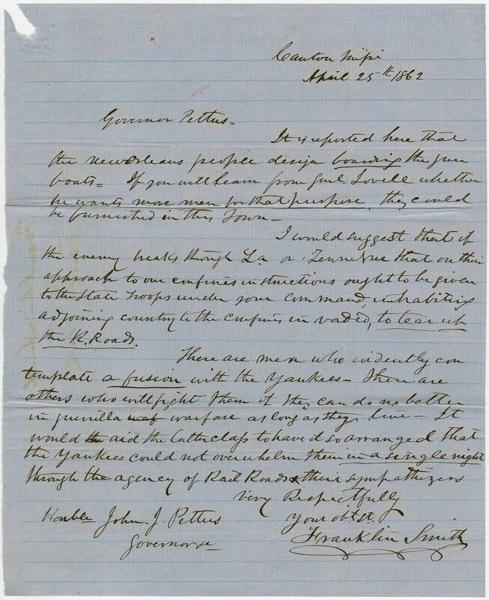 Canton Mipi
April 25th 1862
Governor Pettus-
It is reported here that
the new orleans people design boarding the gun
boats- If you will learn from Genl Lovell whether
he wants more men for that purpose, they could
be furnished in this Town-
I would suggest that if
the enemy breaks through La or Tennessee that on their
approach to our confines instructions ought to be given
to the State troops under your command inhabiting
adjoining country to the confines invaded, to tear up
the R. Roads.
There are men who evidently con
template a fusion with the Yankees- There are
others who will fight them if they can do no better
in guerilla warfare as long as they live- It
would the aid the latter class to have it so arranged that
the Yankees could not overwhelm them in a single night
through the agency of Rail Roads & their sympathizers
Very Respectfully
Your obt St.
Franklin Smith
Honble John J. Pettus
Governor &c